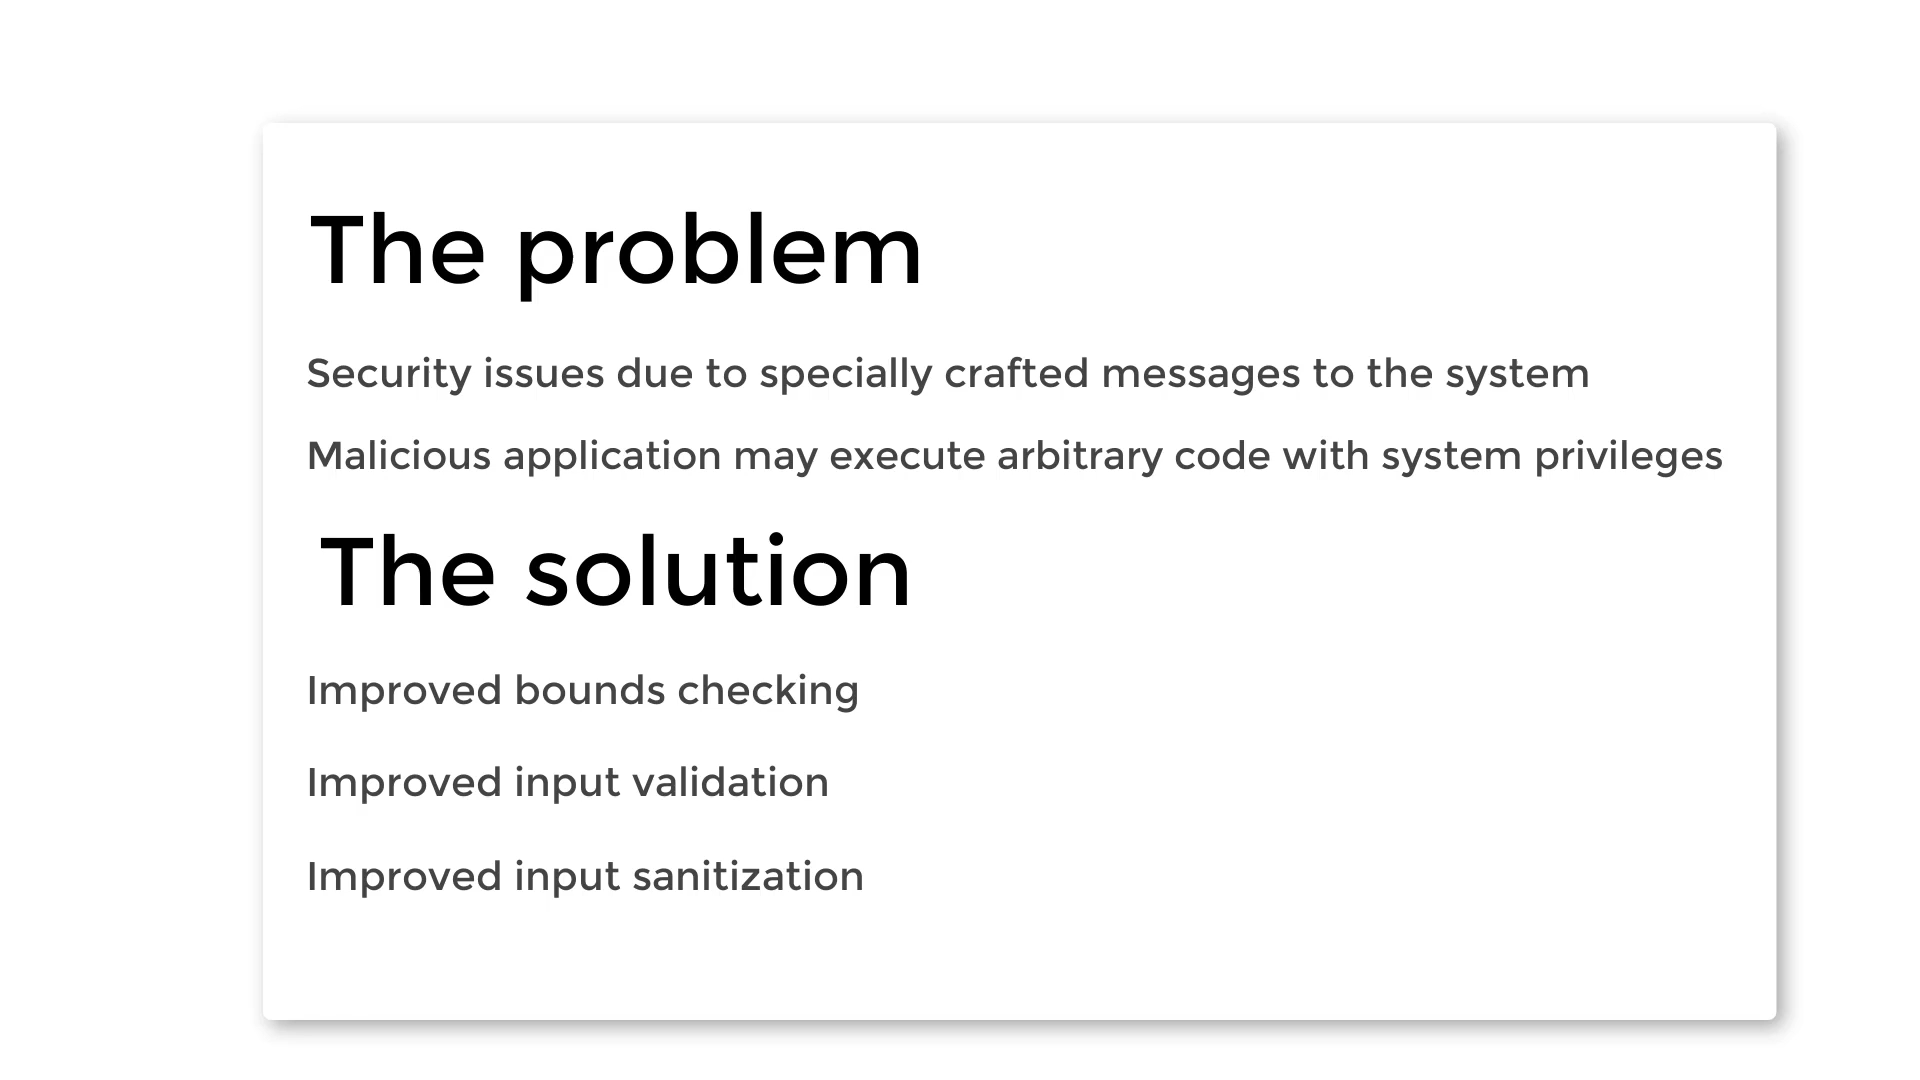 The problem
Security issues due to specially crafted messages to the system
Malicious application may execute arbitrary code with system privileges
The solution
Improved bounds checking
Improved input validation
Improved input sanitization